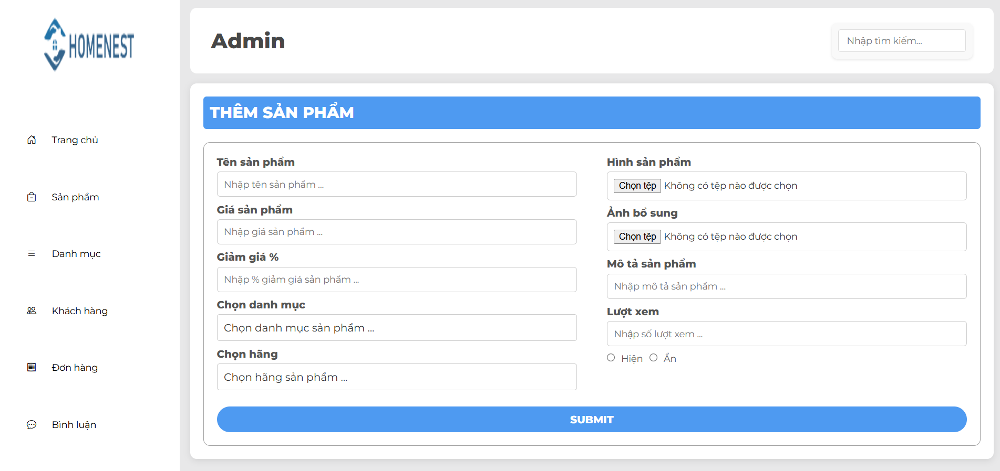 HOMENEST
Trang chủ
Sản phẩm
Danh mục
Khách hàng
Đơn hàng
Bình luận
Admin
Nhập tìm kiếm...
THÊM SẢN PHẨM
Tên sản phẩm
Nhập tên sản phẩm ...
Giá sản phẩm
Nhập giá sản phẩm ...
Giảm giá %
Nhập % giảm giá sản phẩm ...
Chọn danh mục
Chọn danh mục sản phẩm ...
Chọn hãng
Chọn hãng sản phẩm ...
Hình sản phẩm
Chọn tệp Không có tệp nào được chọn
Ảnh bổ sung
Chọn tệp Không có tệp nào được chọn
Mô tả sản phẩm
Nhập mô tả sản phẩm ...
Lượt xem
Nhập số lượt xem ...
Hiện Ẩn
SUBMIT